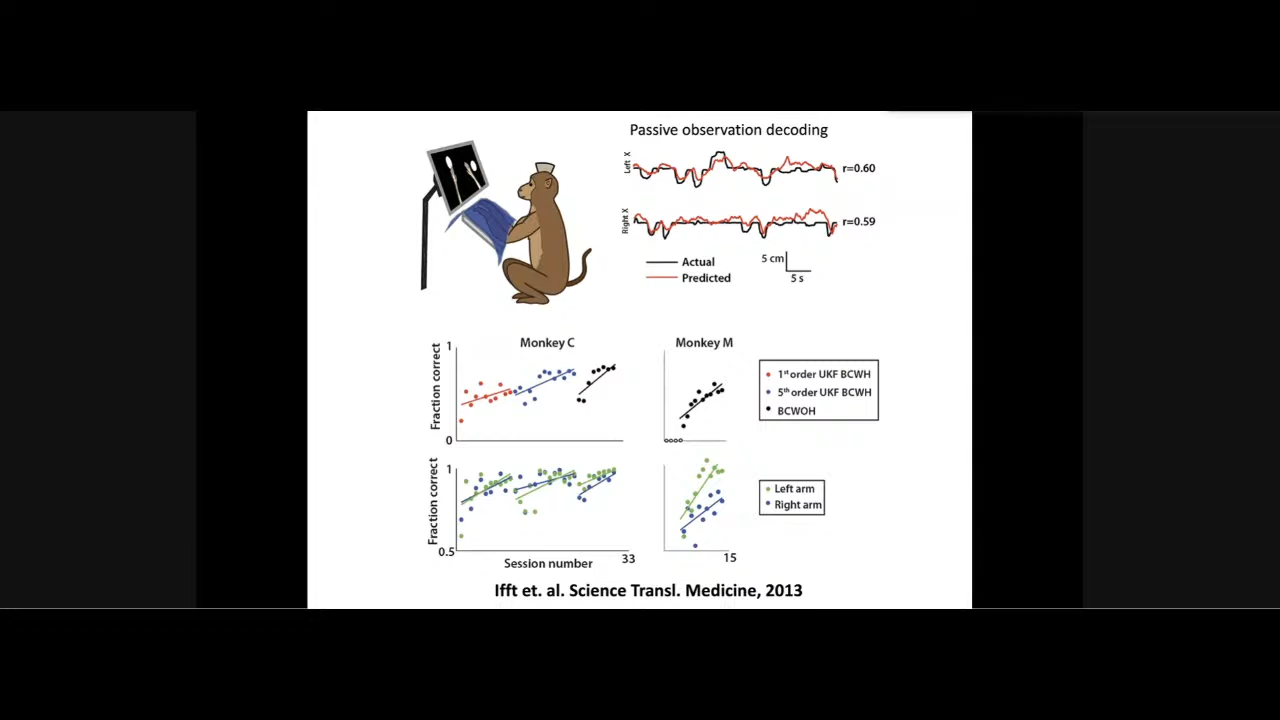 Passive observation decoding
Left X
r=0.60
Right X
r=0.59
Actual
Predicted
5 cm
5 s
Monkey C
Monkey M
Fraction correct
1
0
1st order UKF BCWH
5th order UKF BCWH
BCWOH
Fraction correct
1
0.5
Left arm
Right arm
Session number
33
15
Ifft et. al. Science Transl. Medicine, 2013